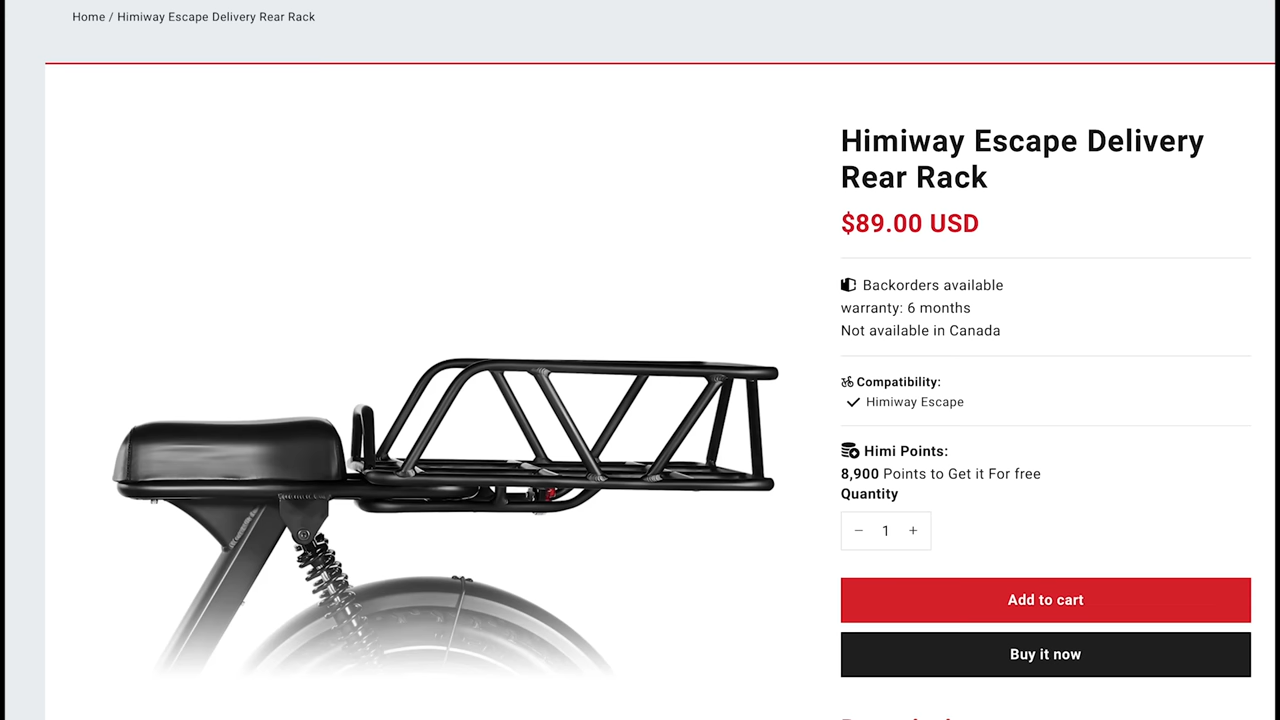 Home / Himiway Escape Delivery Rear Rack
Himiway Escape Delivery
Rear Rack
$89.00 USD
Backorders available
warranty: 6 months
Not available in Canada
Compatibility:
Himiway Escape
Himi Points:
8,900 Points to Get it For free
Quantity
− 1 +
Add to cart
Buy it now